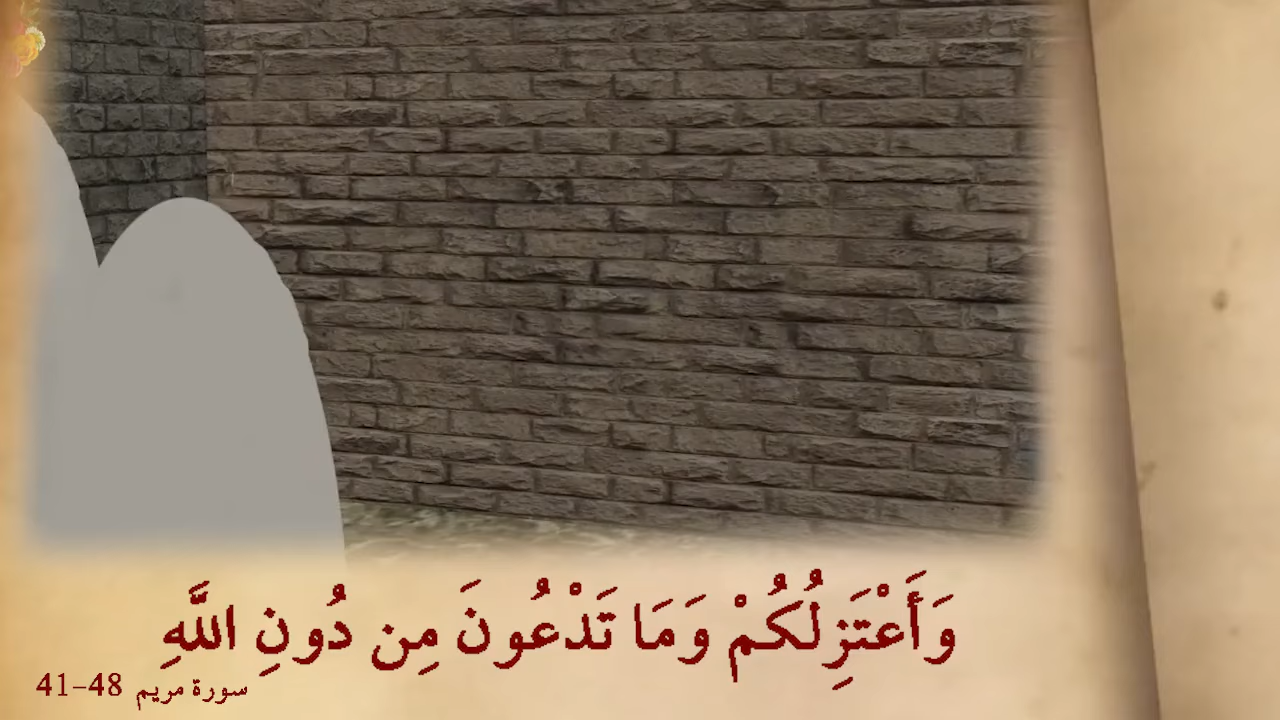 وَأَعْتَزِلُكُمْ وَمَا تَدْعُونَ مِن دُونِ اللَّهِ
سورة مريم 41-48